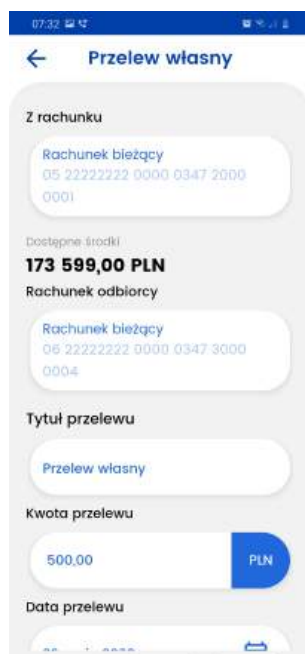 07:32
Przelew własny
Z rachunku
Rachunek bieżący
05 22222222 0000 0347 2000
0001
Dostępne środki
173 599,00 PLN
Rachunek odbiorcy
Rachunek bieżący
06 22222222 0000 0347 3000
0004
Tytuł przelewu
Przelew własny
Kwota przelewu
500,00 PLN
Data przelewu